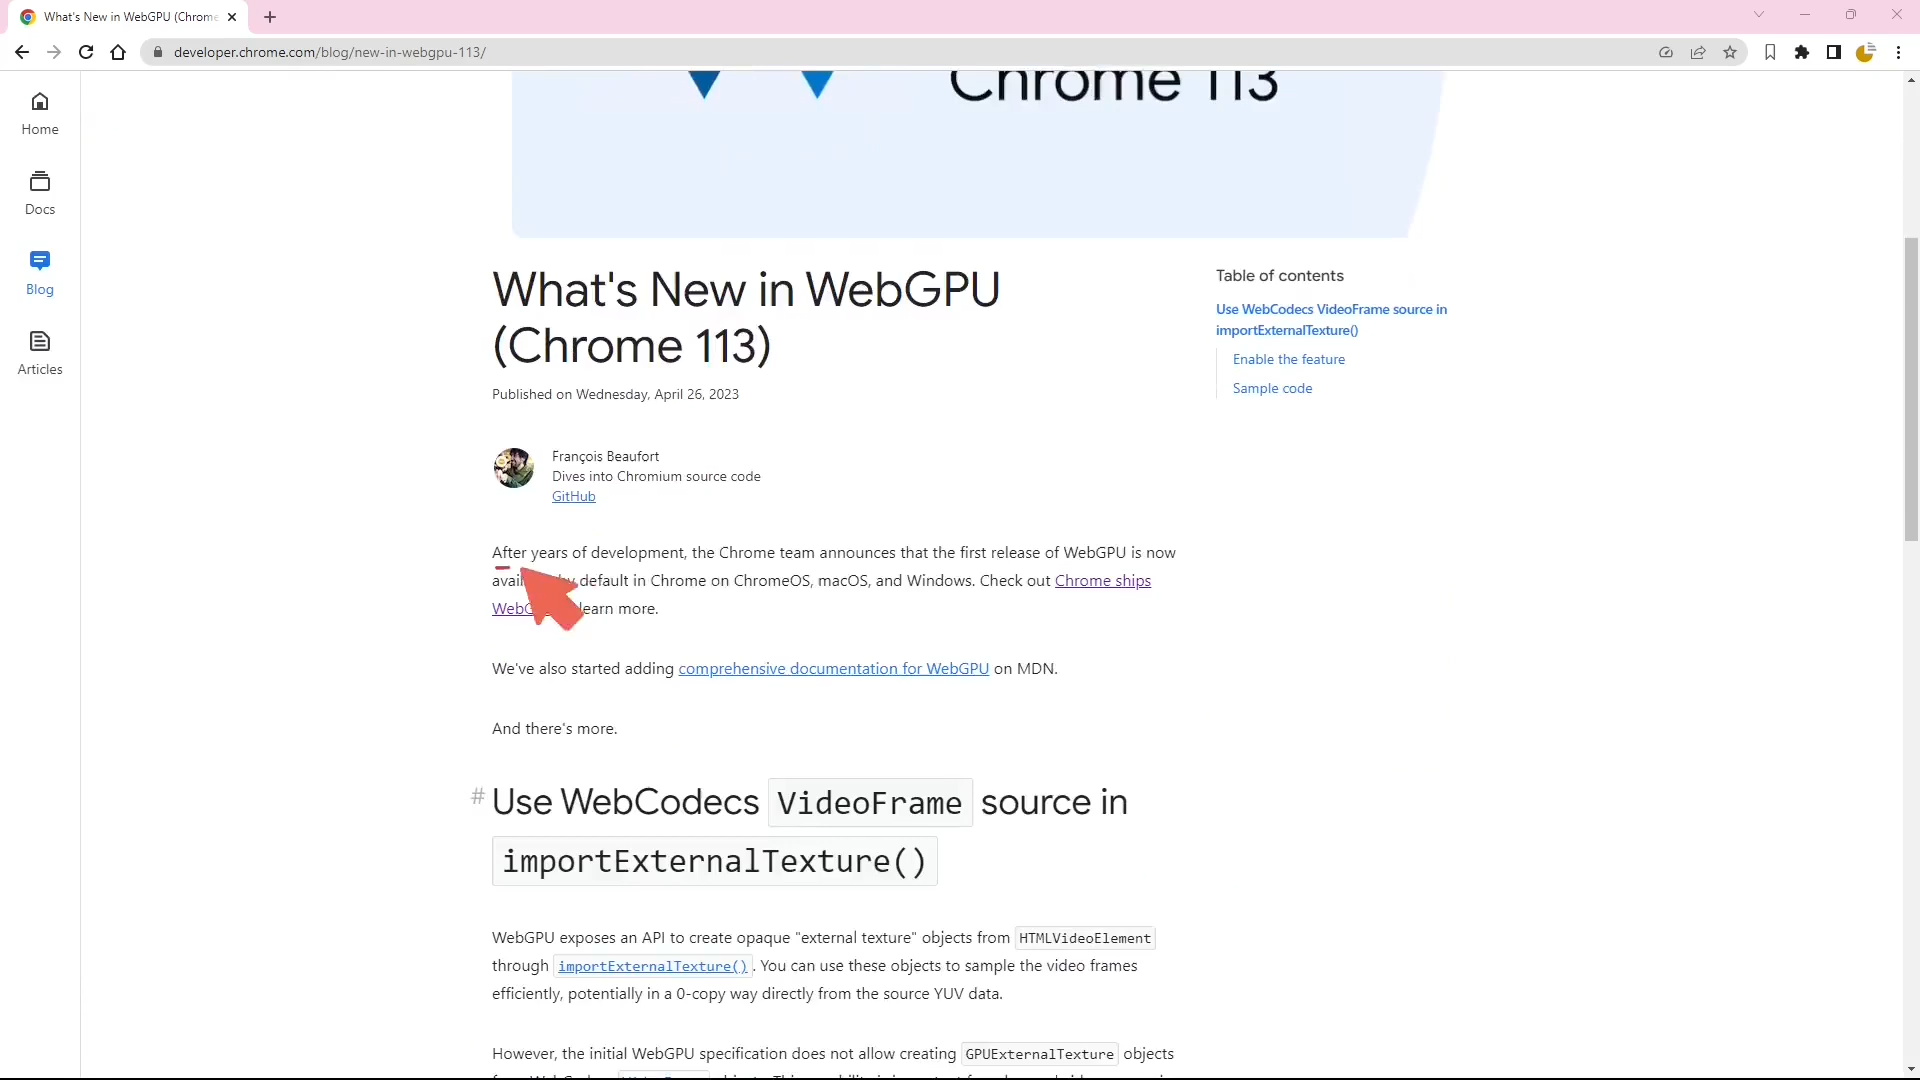 What's New in WebGPU (Chrome
developer.chrome.com/blog/new-in-webgpu-113/
Home
Docs
Blog
Articles
Chrome 113
What's New in WebGPU
(Chrome 113)
Published on Wednesday, April 26, 2023
François Beaufort
Dives into Chromium source code
GitHub
After years of development, the Chrome team announces that the first release of WebGPU is now
default in Chrome on ChromeOS, macOS, and Windows. Check out Chrome ships
learn more.
We've also started adding comprehensive documentation for WebGPU on MDN.
And there's more.
# Use WebCodecs VideoFrame source in
importExternalTexture()
WebGPU exposes an API to create opaque "external texture" objects from HTMLVideoElement
through importExternalTexture(). You can use these objects to sample the video frames
efficiently, potentially in a 0-copy way directly from the source YUV data.
However, the initial WebGPU specification does not allow creating GPUExternalTexture objects
Table of contents
Use WebCodecs VideoFrame source in
importExternalTexture()
Enable the feature
Sample code